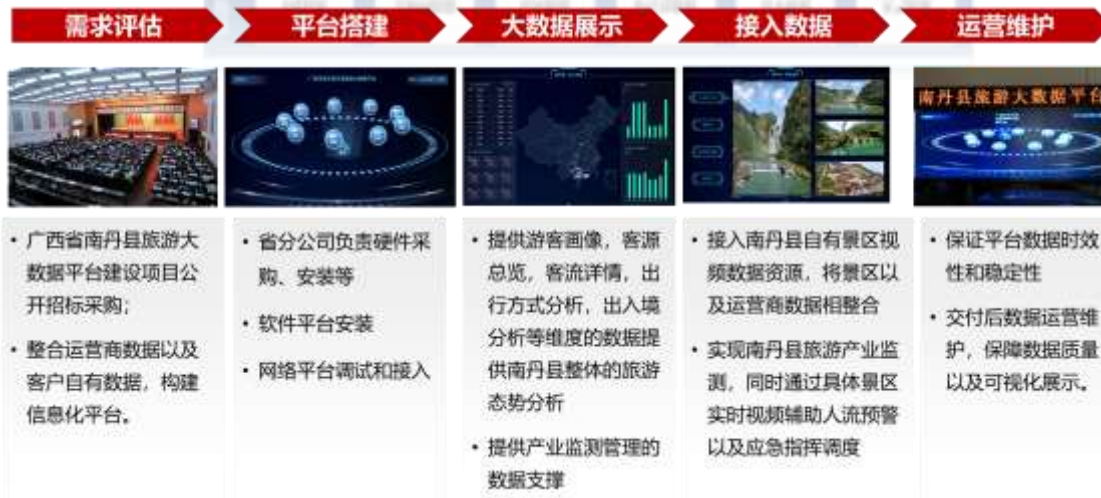 需求评估
平台搭建
大数据展示
接入数据
运营维护
南丹县旅游大数据平台
• 广西省南丹县旅游大
数据平台建设项目公
开招标采购；
• 整合运营商数据以及
客户自有数据，构建
信息化平台。
• 省分公司负责硬件采
购、安装等
• 软件平台安装
• 网络平台调试和接入
• 提供游客画像，客源
总览，客流详情，出
行方式分析，出入境
分析等维度的数据提
供南丹县整体的旅游
态势分析
• 提供产业监测管理的
数据支撑
• 接入南丹县自有景区视
频数据资源，将景区以
及运营商数据相整合
• 实现南丹县旅游产业监
测，同时通过具体景区
实时视频辅助人流预警
以及应急指挥调度
• 保证平台数据时效
性和稳定性
• 交付后数据运营维
护，保障数据质量
以及可视化展示。